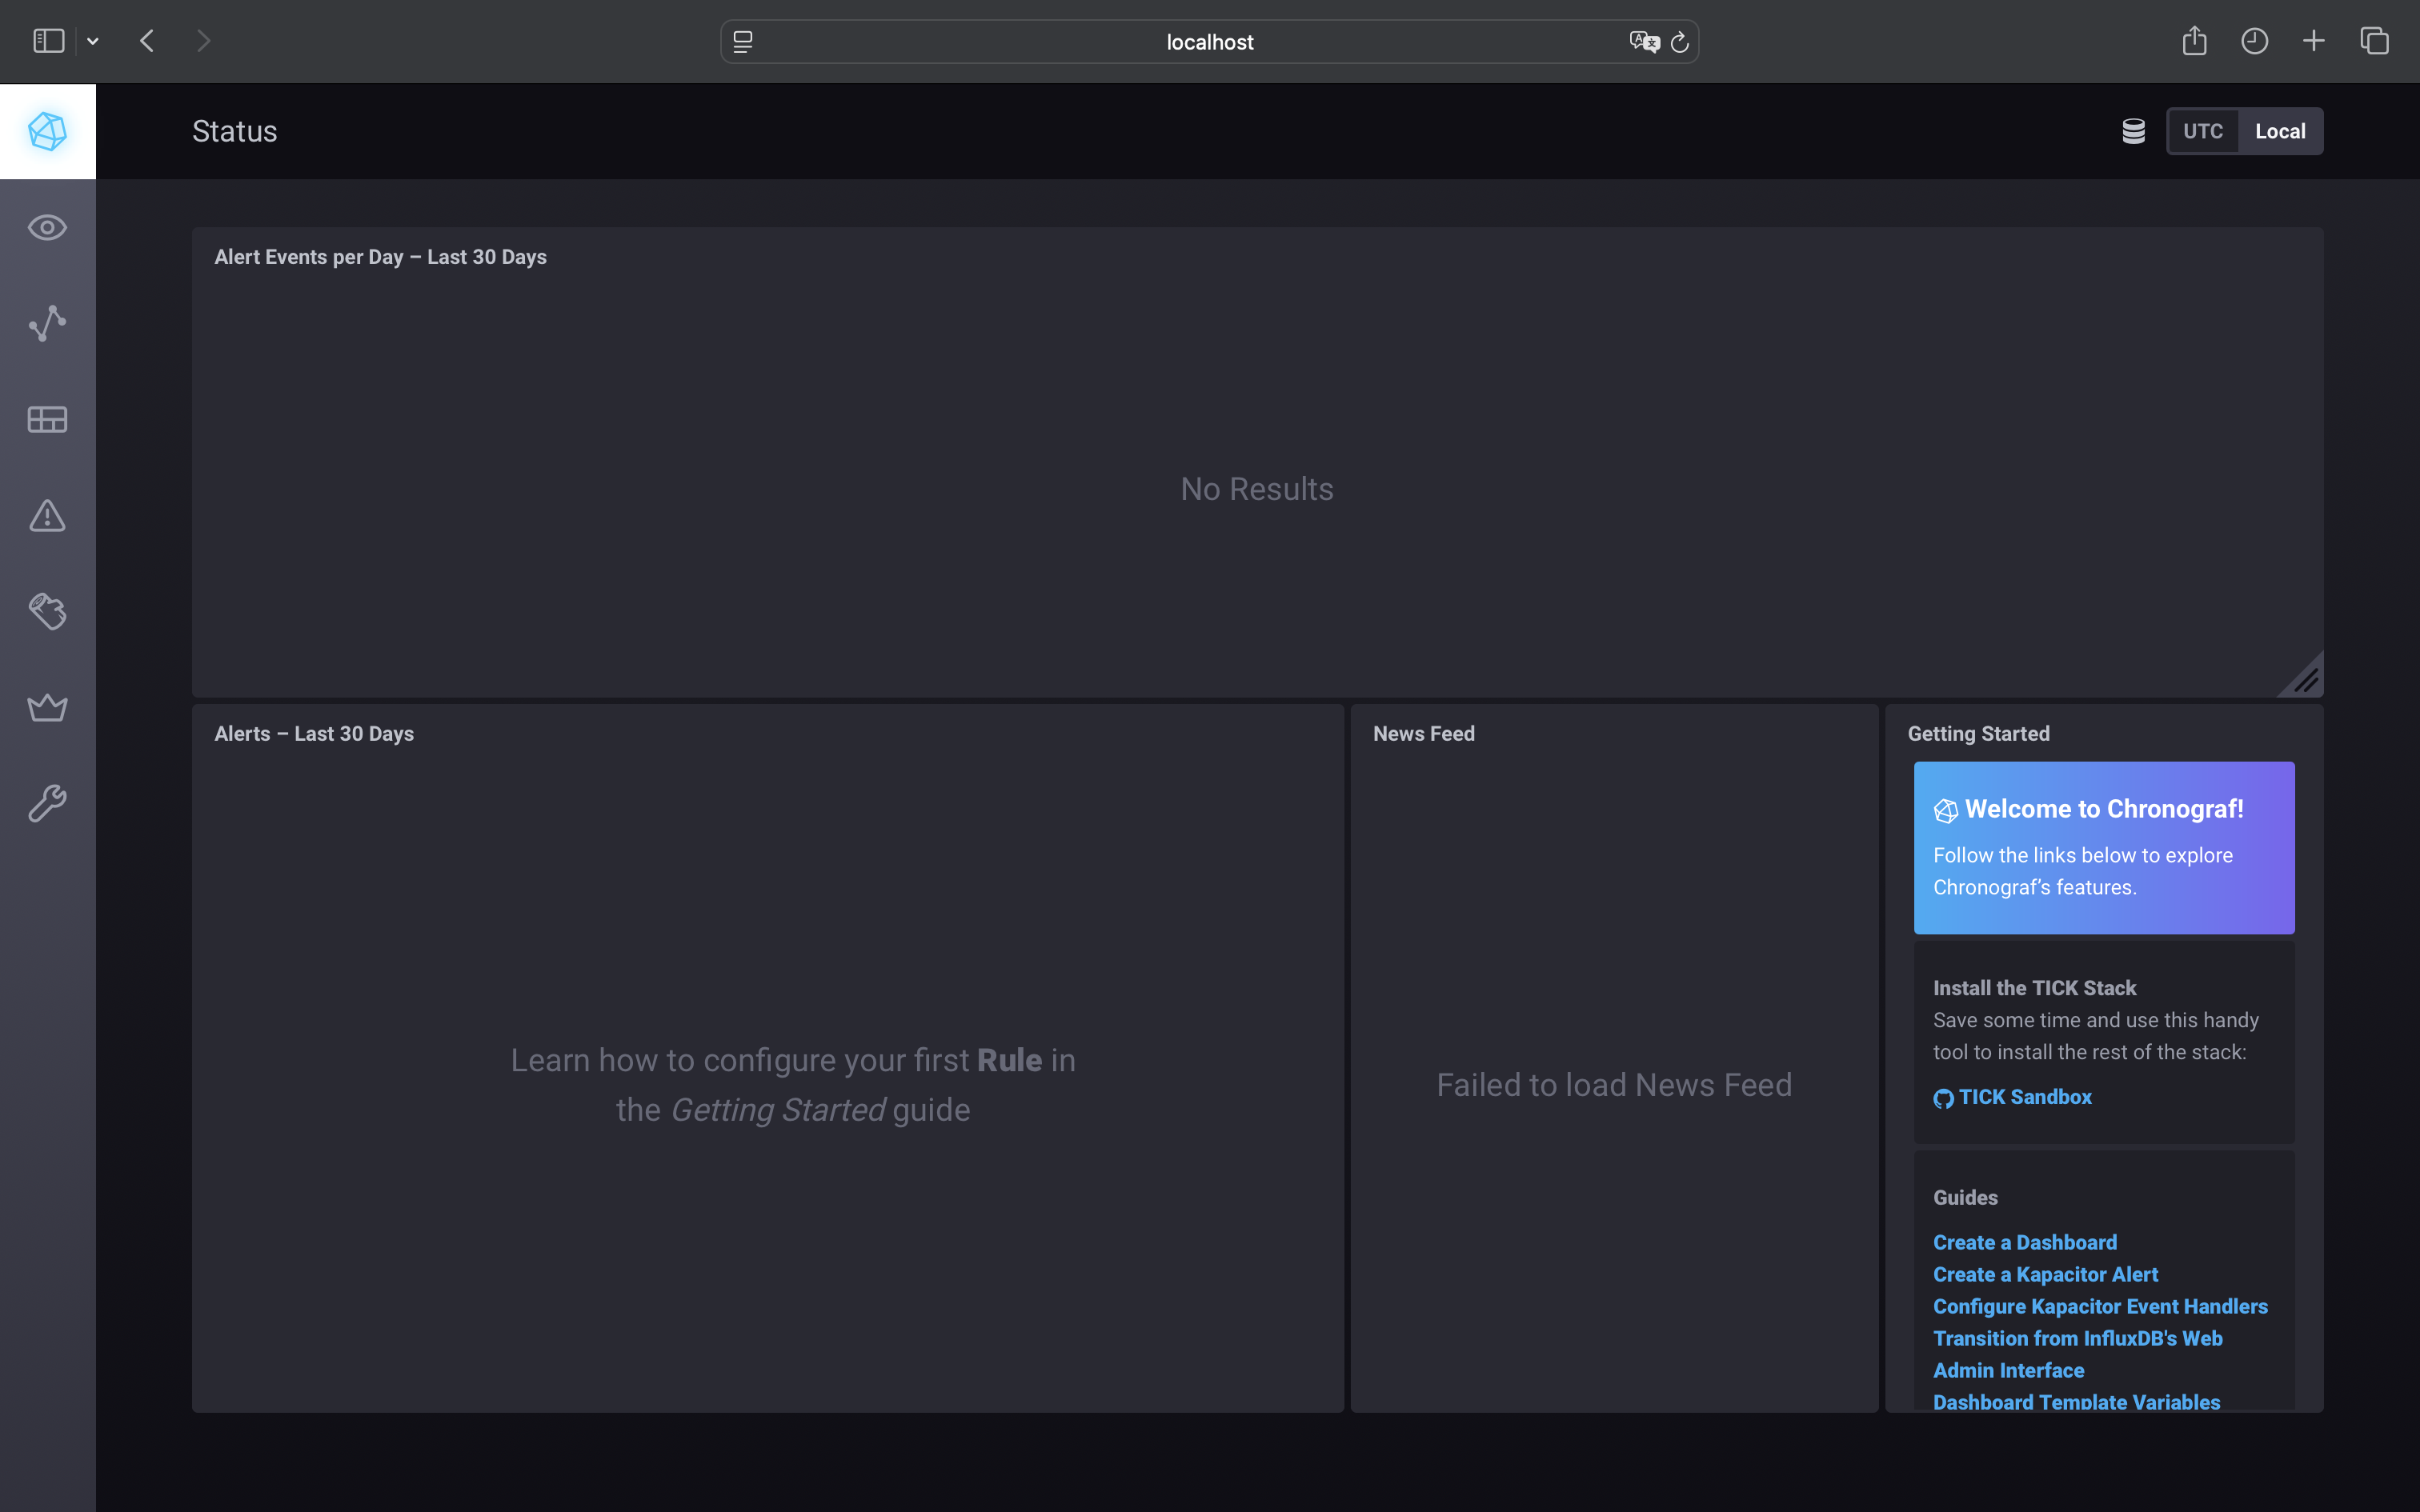 localhost
Status
UTC
Local
Alert Events per Day – Last 30 Days
No Results
Alerts – Last 30 Days
Learn how to configure your first Rule in
the Getting Started guide
News Feed
Failed to load News Feed
Getting Started
Welcome to Chronograf!
Follow the links below to explore
Chronograf’s features.
Install the TICK Stack
Save some time and use this handy
tool to install the rest of the stack:
TICK Sandbox
Guides
Create a Dashboard
Create a Kapacitor Alert
Configure Kapacitor Event Handlers
Transition from InfluxDB's Web
Admin Interface
Dashboard Template Variables